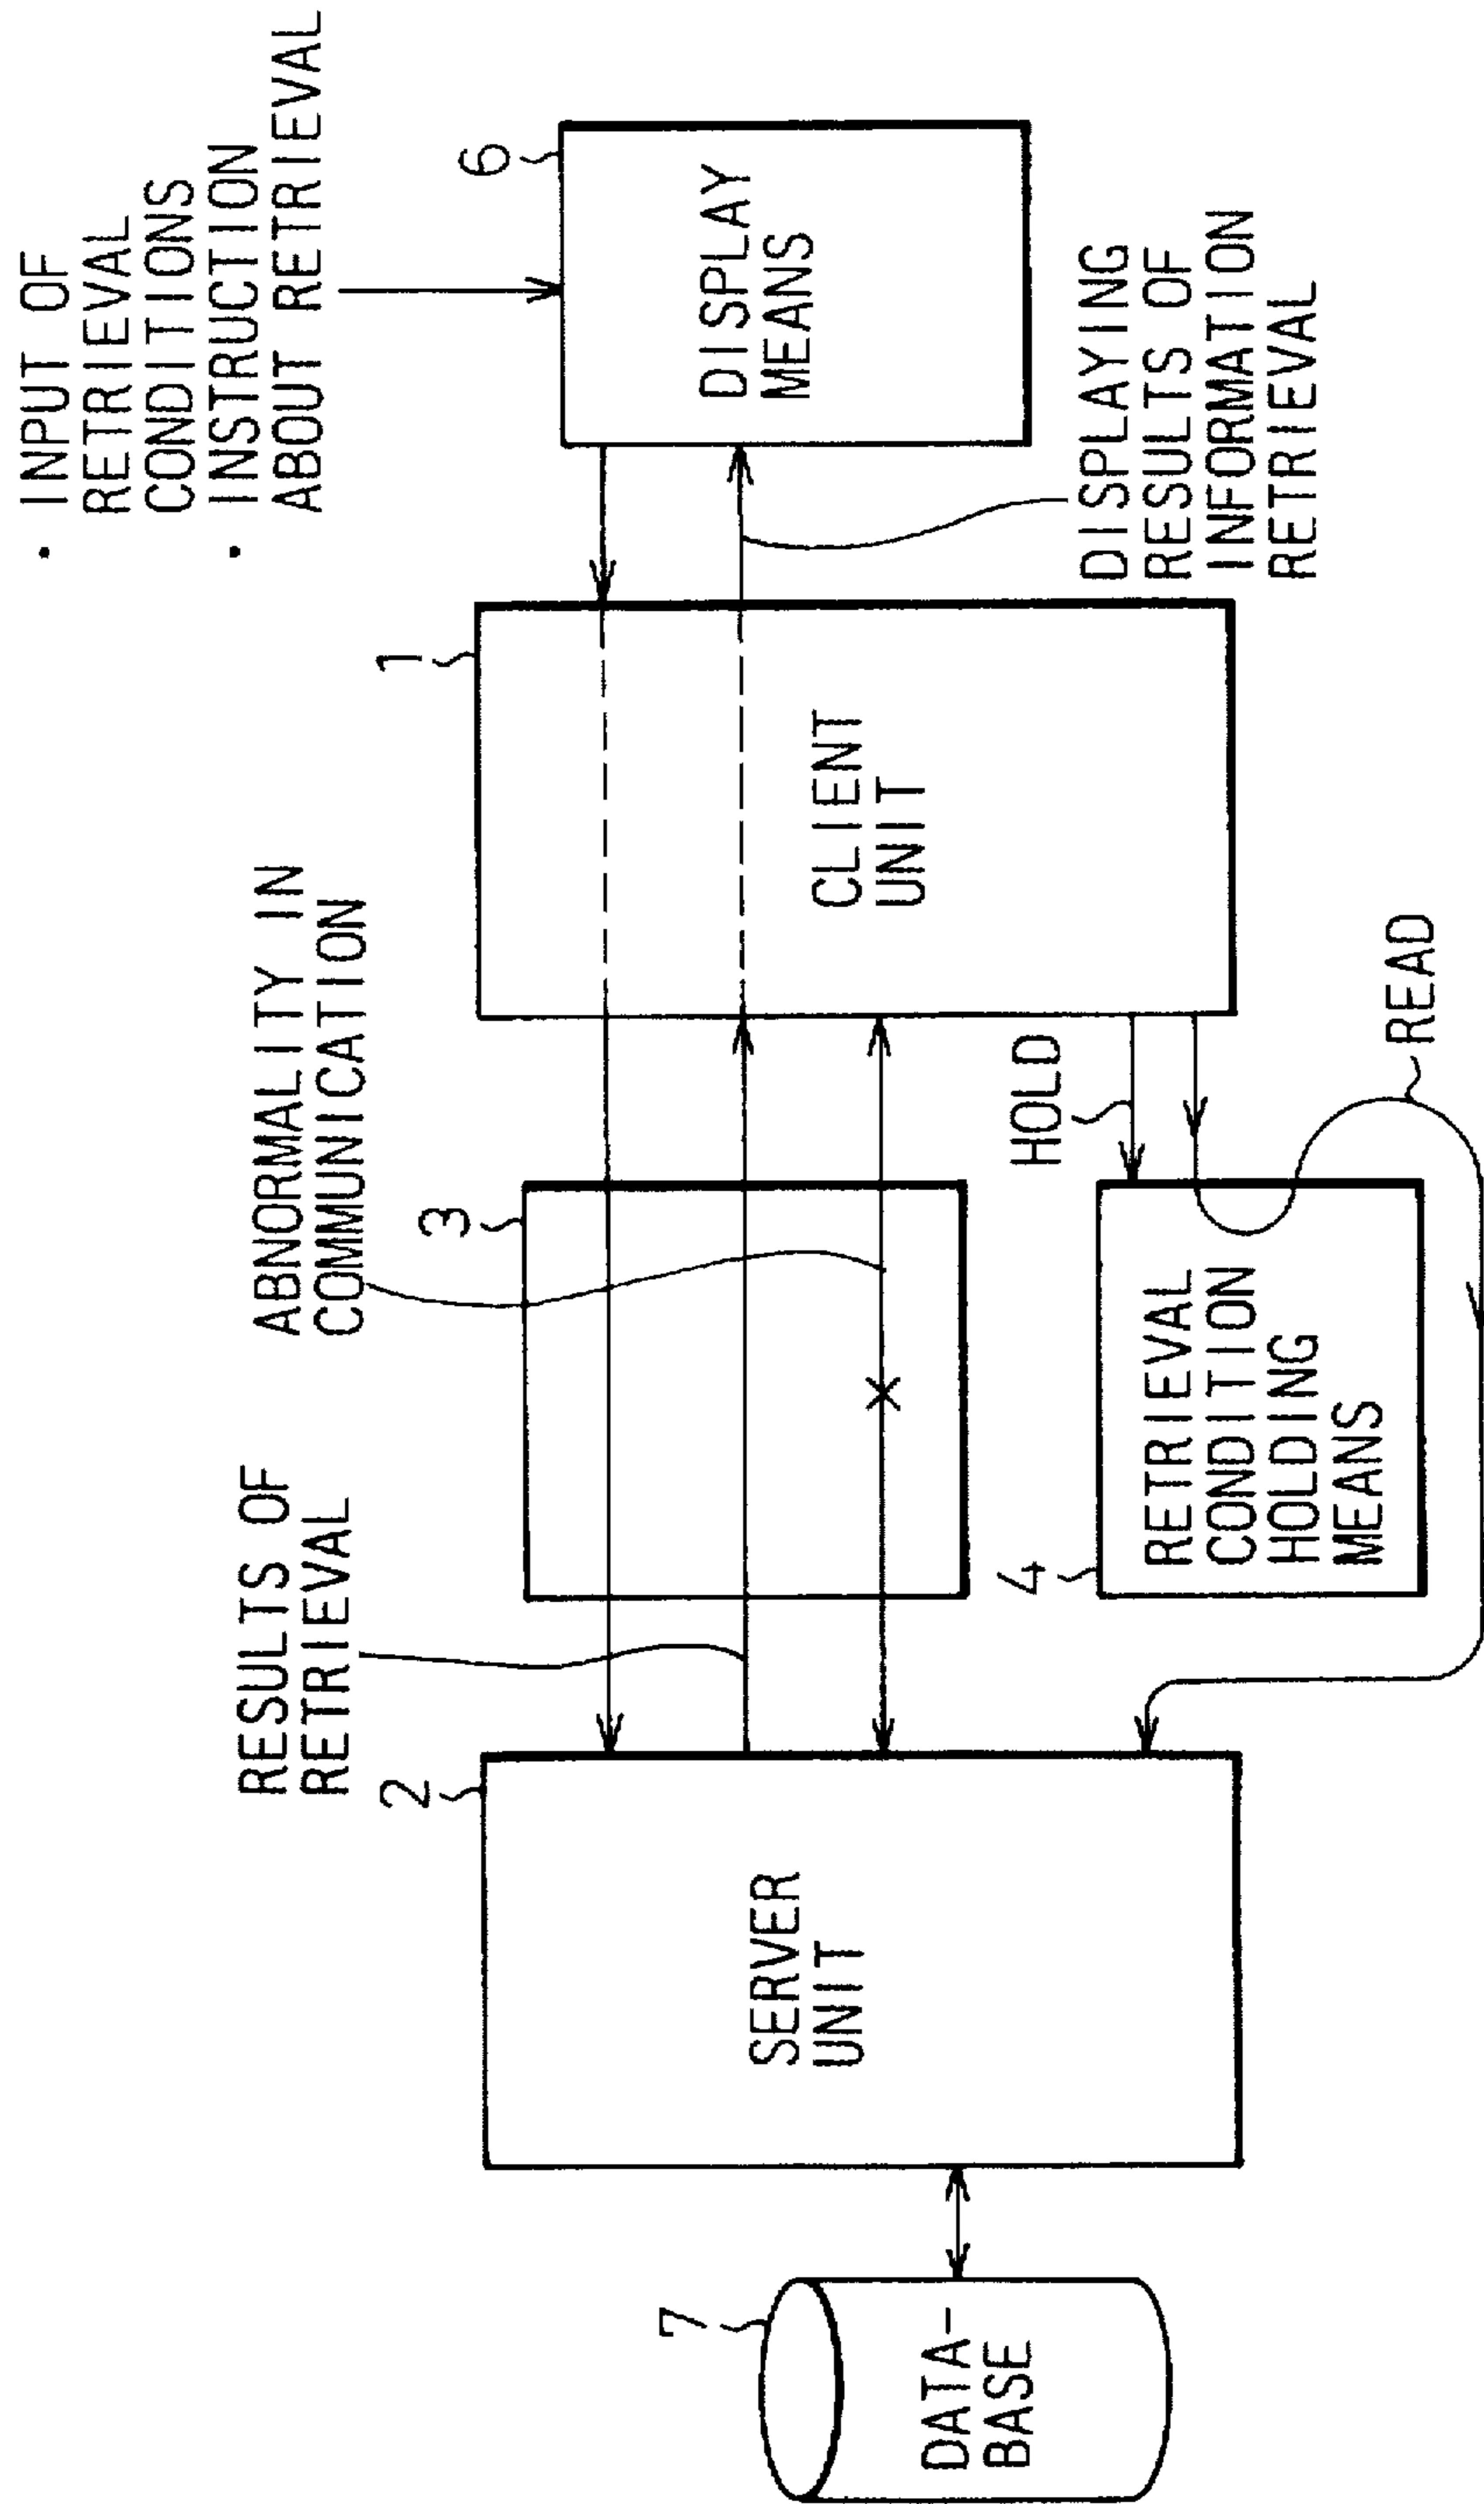 · INPUT OF
RETRIEVAL
CONDITIONS
· INSTRUCTION
ABOUT RETRIEVAL
ABNORMALITY IN
COMMUNICATION
RESULTS OF
RETRIEVAL
7
2
3
1
6
DATA-
BASE
SERVER
UNIT
CLIENT
UNIT
DISPLAY
MEANS
HOLD
4
RETRIEVAL
CONDITION
HOLDING
MEANS
READ
DISPLAYING
RESULTS OF
INFORMATION
RETRIEVAL